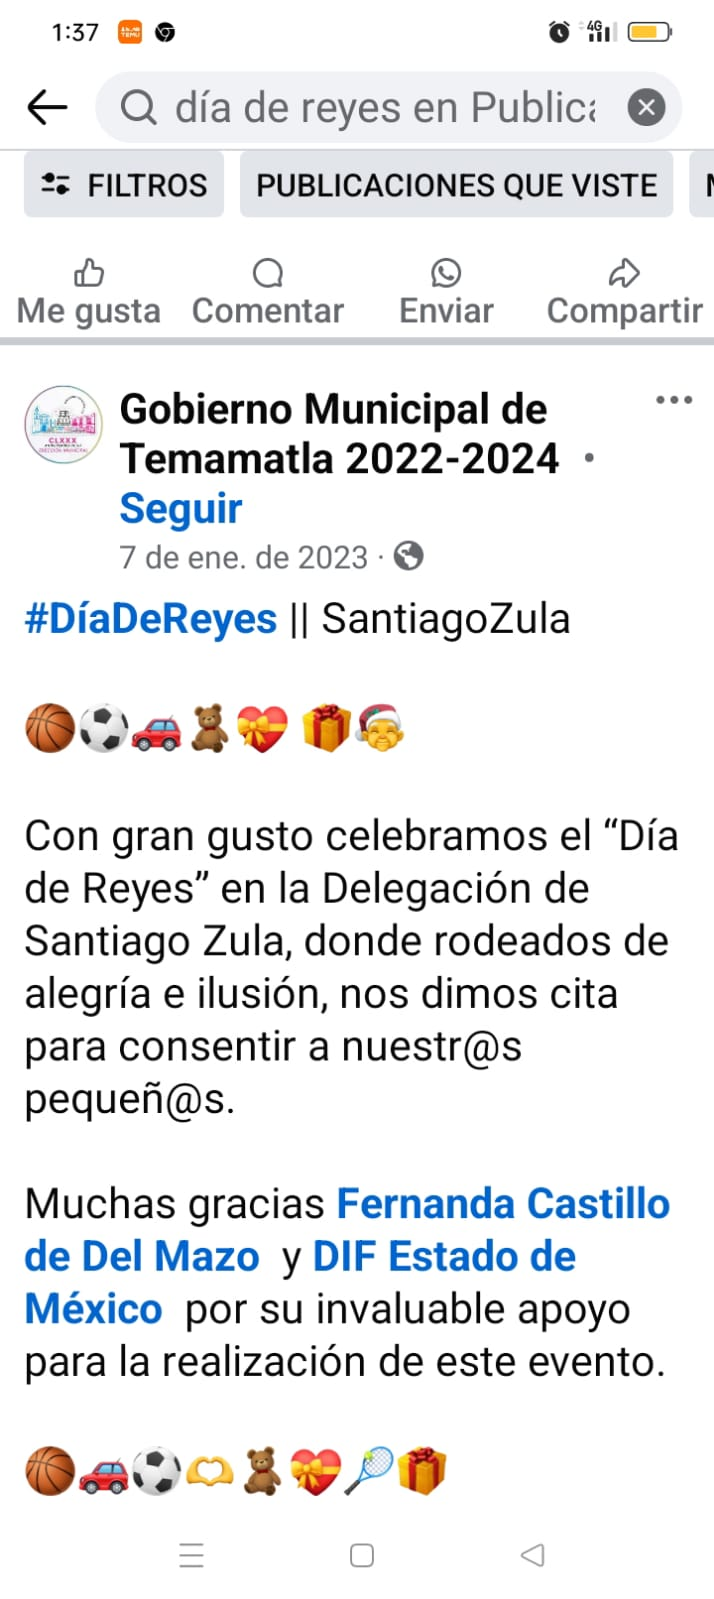 1:37
4G
día de reyes en Public
FILTROS
PUBLICACIONES QUE VISTE
Me gusta
Comentar
Enviar
Compartir
Gobierno Municipal de
Temamatla 2022-2024 •
Seguir
7 de ene. de 2023 ·
CLXXX
#DíaDeReyes || SantiagoZula
🏀⚽🚗🧸💝 🎁🤶
Con gran gusto celebramos el “Día
de Reyes” en la Delegación de
Santiago Zula, donde rodeados de
alegría e ilusión, nos dimos cita
para consentir a nuestr@s
pequeñ@s.
Muchas gracias Fernanda Castillo
de Del Mazo y DIF Estado de
México por su invaluable apoyo
para la realización de este evento.
🏀🚗⚽🫶🧸💝🎾🎁